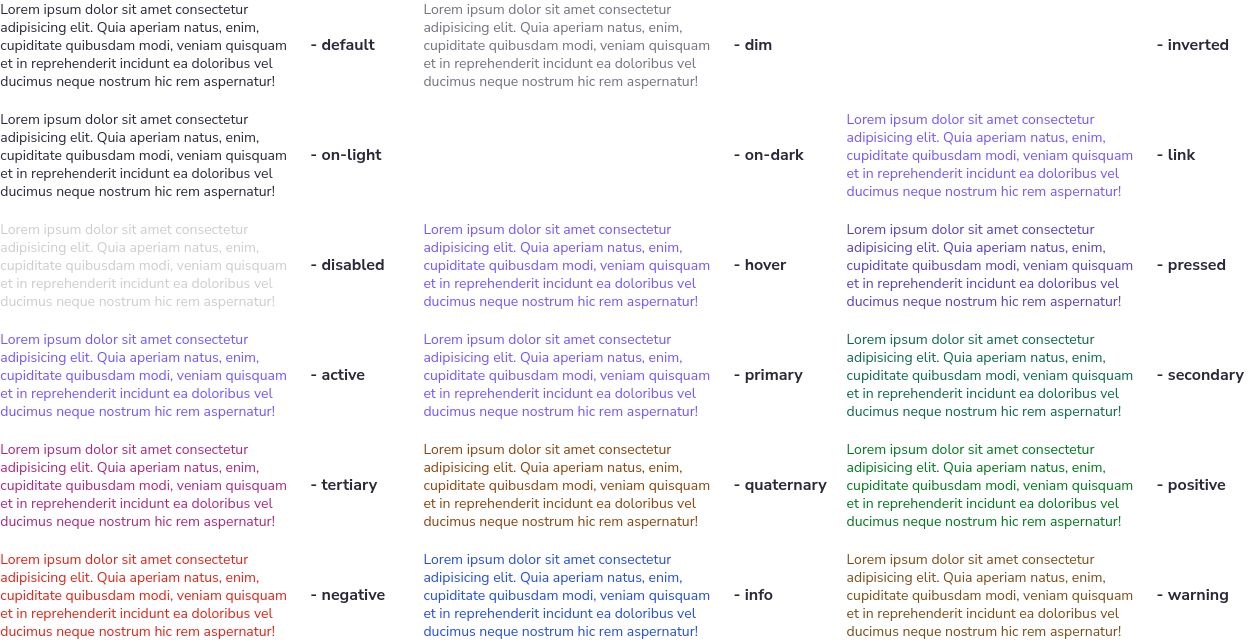 Lorem ipsum dolor sit amet consectetur
adipisicing elit. Quia aperiam natus, enim,
cupiditate quibusdam modi, veniam quisquam
et in reprehenderit incidunt ea doloribus vel
ducimus neque nostrum hic rem aspernatur!
- default
Lorem ipsum dolor sit amet consectetur
adipisicing elit. Quia aperiam natus, enim,
cupiditate quibusdam modi, veniam quisquam
et in reprehenderit incidunt ea doloribus vel
ducimus neque nostrum hic rem aspernatur!
- dim
- inverted
Lorem ipsum dolor sit amet consectetur
adipisicing elit. Quia aperiam natus, enim,
cupiditate quibusdam modi, veniam quisquam
et in reprehenderit incidunt ea doloribus vel
ducimus neque nostrum hic rem aspernatur!
- on-light
- on-dark
Lorem ipsum dolor sit amet consectetur
adipisicing elit. Quia aperiam natus, enim,
cupiditate quibusdam modi, veniam quisquam
et in reprehenderit incidunt ea doloribus vel
ducimus neque nostrum hic rem aspernatur!
- link
Lorem ipsum dolor sit amet consectetur
adipisicing elit. Quia aperiam natus, enim,
cupiditate quibusdam modi, veniam quisquam
et in reprehenderit incidunt ea doloribus vel
ducimus neque nostrum hic rem aspernatur!
- disabled
Lorem ipsum dolor sit amet consectetur
adipisicing elit. Quia aperiam natus, enim,
cupiditate quibusdam modi, veniam quisquam
et in reprehenderit incidunt ea doloribus vel
ducimus neque nostrum hic rem aspernatur!
- hover
Lorem ipsum dolor sit amet consectetur
adipisicing elit. Quia aperiam natus, enim,
cupiditate quibusdam modi, veniam quisquam
et in reprehenderit incidunt ea doloribus vel
ducimus neque nostrum hic rem aspernatur!
- pressed
Lorem ipsum dolor sit amet consectetur
adipisicing elit. Quia aperiam natus, enim,
cupiditate quibusdam modi, veniam quisquam
et in reprehenderit incidunt ea doloribus vel
ducimus neque nostrum hic rem aspernatur!
- active
Lorem ipsum dolor sit amet consectetur
adipisicing elit. Quia aperiam natus, enim,
cupiditate quibusdam modi, veniam quisquam
et in reprehenderit incidunt ea doloribus vel
ducimus neque nostrum hic rem aspernatur!
- primary
Lorem ipsum dolor sit amet consectetur
adipisicing elit. Quia aperiam natus, enim,
cupiditate quibusdam modi, veniam quisquam
et in reprehenderit incidunt ea doloribus vel
ducimus neque nostrum hic rem aspernatur!
- secondary
Lorem ipsum dolor sit amet consectetur
adipisicing elit. Quia aperiam natus, enim,
cupiditate quibusdam modi, veniam quisquam
et in reprehenderit incidunt ea doloribus vel
ducimus neque nostrum hic rem aspernatur!
- tertiary
Lorem ipsum dolor sit amet consectetur
adipisicing elit. Quia aperiam natus, enim,
cupiditate quibusdam modi, veniam quisquam
et in reprehenderit incidunt ea doloribus vel
ducimus neque nostrum hic rem aspernatur!
- quaternary
Lorem ipsum dolor sit amet consectetur
adipisicing elit. Quia aperiam natus, enim,
cupiditate quibusdam modi, veniam quisquam
et in reprehenderit incidunt ea doloribus vel
ducimus neque nostrum hic rem aspernatur!
- positive
Lorem ipsum dolor sit amet consectetur
adipisicing elit. Quia aperiam natus, enim,
cupiditate quibusdam modi, veniam quisquam
et in reprehenderit incidunt ea doloribus vel
ducimus neque nostrum hic rem aspernatur!
- negative
Lorem ipsum dolor sit amet consectetur
adipisicing elit. Quia aperiam natus, enim,
cupiditate quibusdam modi, veniam quisquam
et in reprehenderit incidunt ea doloribus vel
ducimus neque nostrum hic rem aspernatur!
- info
Lorem ipsum dolor sit amet consectetur
adipisicing elit. Quia aperiam natus, enim,
cupiditate quibusdam modi, veniam quisquam
et in reprehenderit incidunt ea doloribus vel
ducimus neque nostrum hic rem aspernatur!
- warning